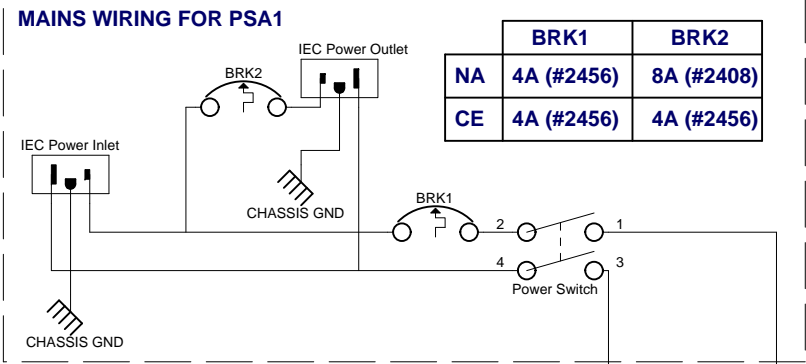 MAINS WIRING FOR PSA1
BRK1 BRK2
NA 4A (#2456) 8A (#2408)
CE 4A (#2456) 4A (#2456)
IEC Power Outlet
BRK2
IEC Power Inlet
CHASSIS GND
BRK1
2 1
4 3
Power Switch
CHASSIS GND